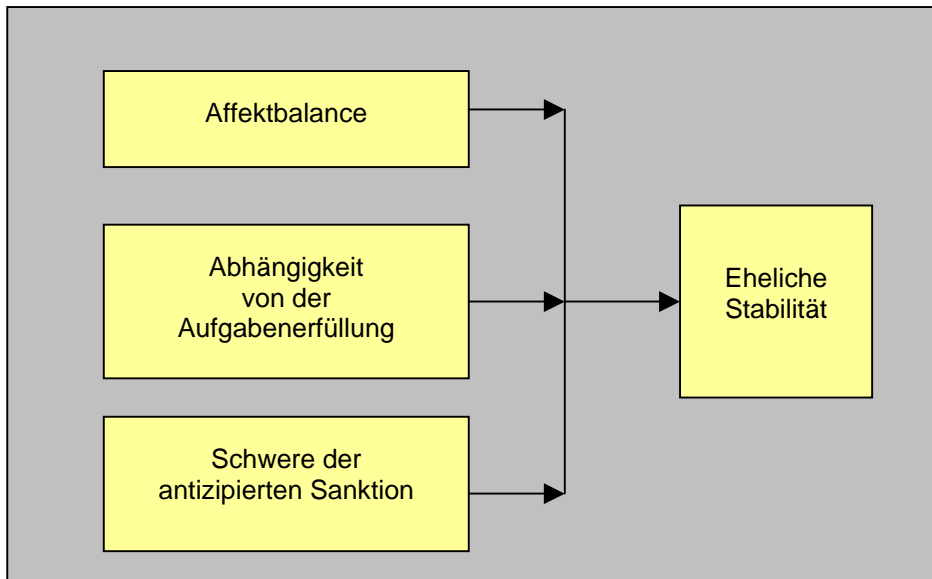 Affektbalance
Abhängigkeit
von der
Aufgabenerfüllung
Schwere der
antizipierten Sanktion
Eheliche
Stabilität